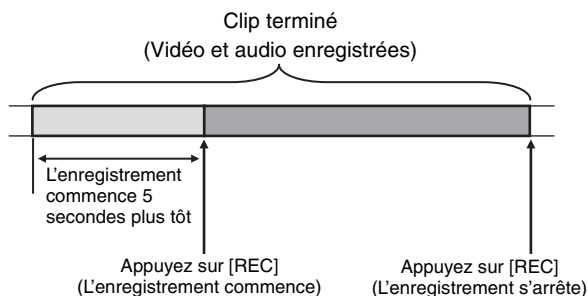 Clip terminé
(Vidéo et audio enregistrées)
L'enregistrement
commence 5
secondes plus tôt
Appuyez sur [REC]
(L'enregistrement commence)
Appuyez sur [REC]
(L'enregistrement s'arrête)